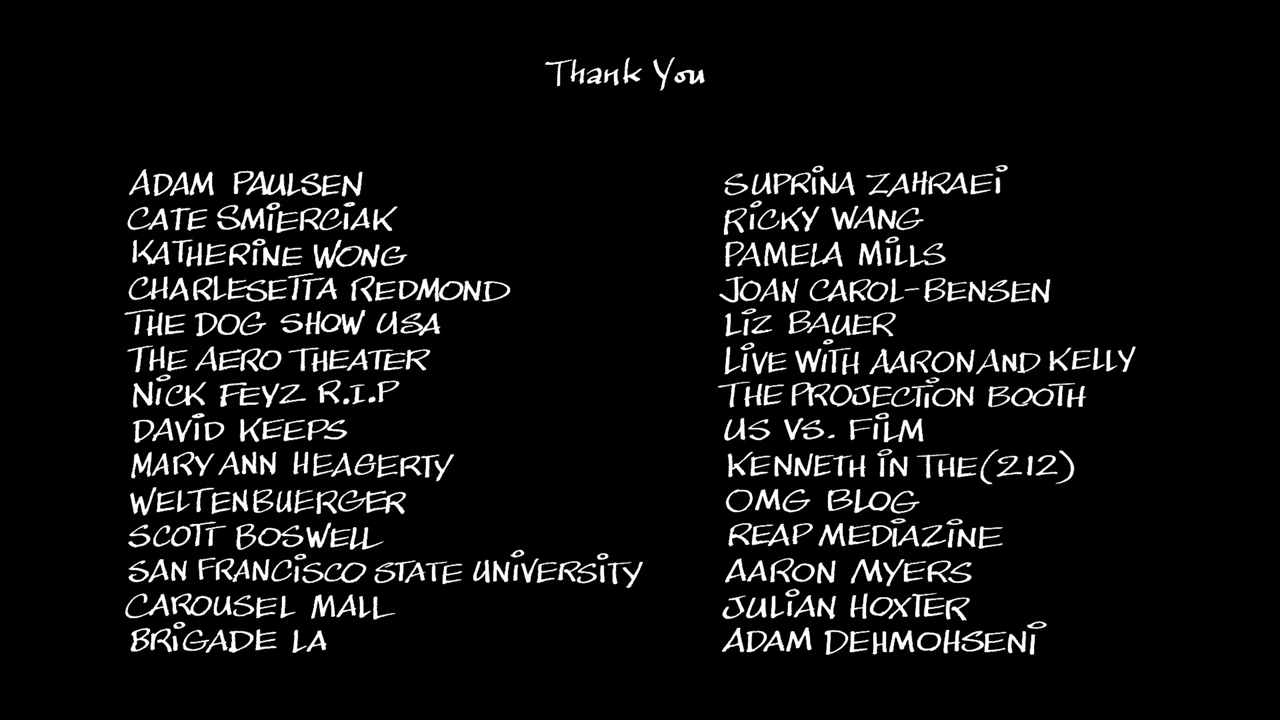 Thank You
ADAM PAULSEN
CATE SMIERCIAK
KATHERINE WONG
CHARLESETTA REDMOND
THE DOG SHOW USA
THE AERO THEATER
NICK FEYZ R.I.P
DAVID KEEPS
MARY ANN HEAGERTY
WELTENBUERGER
SCOTT BOSWELL
SAN FRANCISCO STATE UNIVERSITY
CAROUSEL MALL
BRIGADE LA
SUPRINA ZAHRAEI
RICKY WANG
PAMELA MILLS
JOAN CAROL-BENSEN
LIZ BAUER
LIVE WITH AARON AND KELLY
THE PROJECTION BOOTH
US VS. FILM
KENNETH IN THE (212)
OMG BLOG
REAP MEDIAZINE
AARON MYERS
JULIAN HOXTER
ADAM DEHMOHSENI